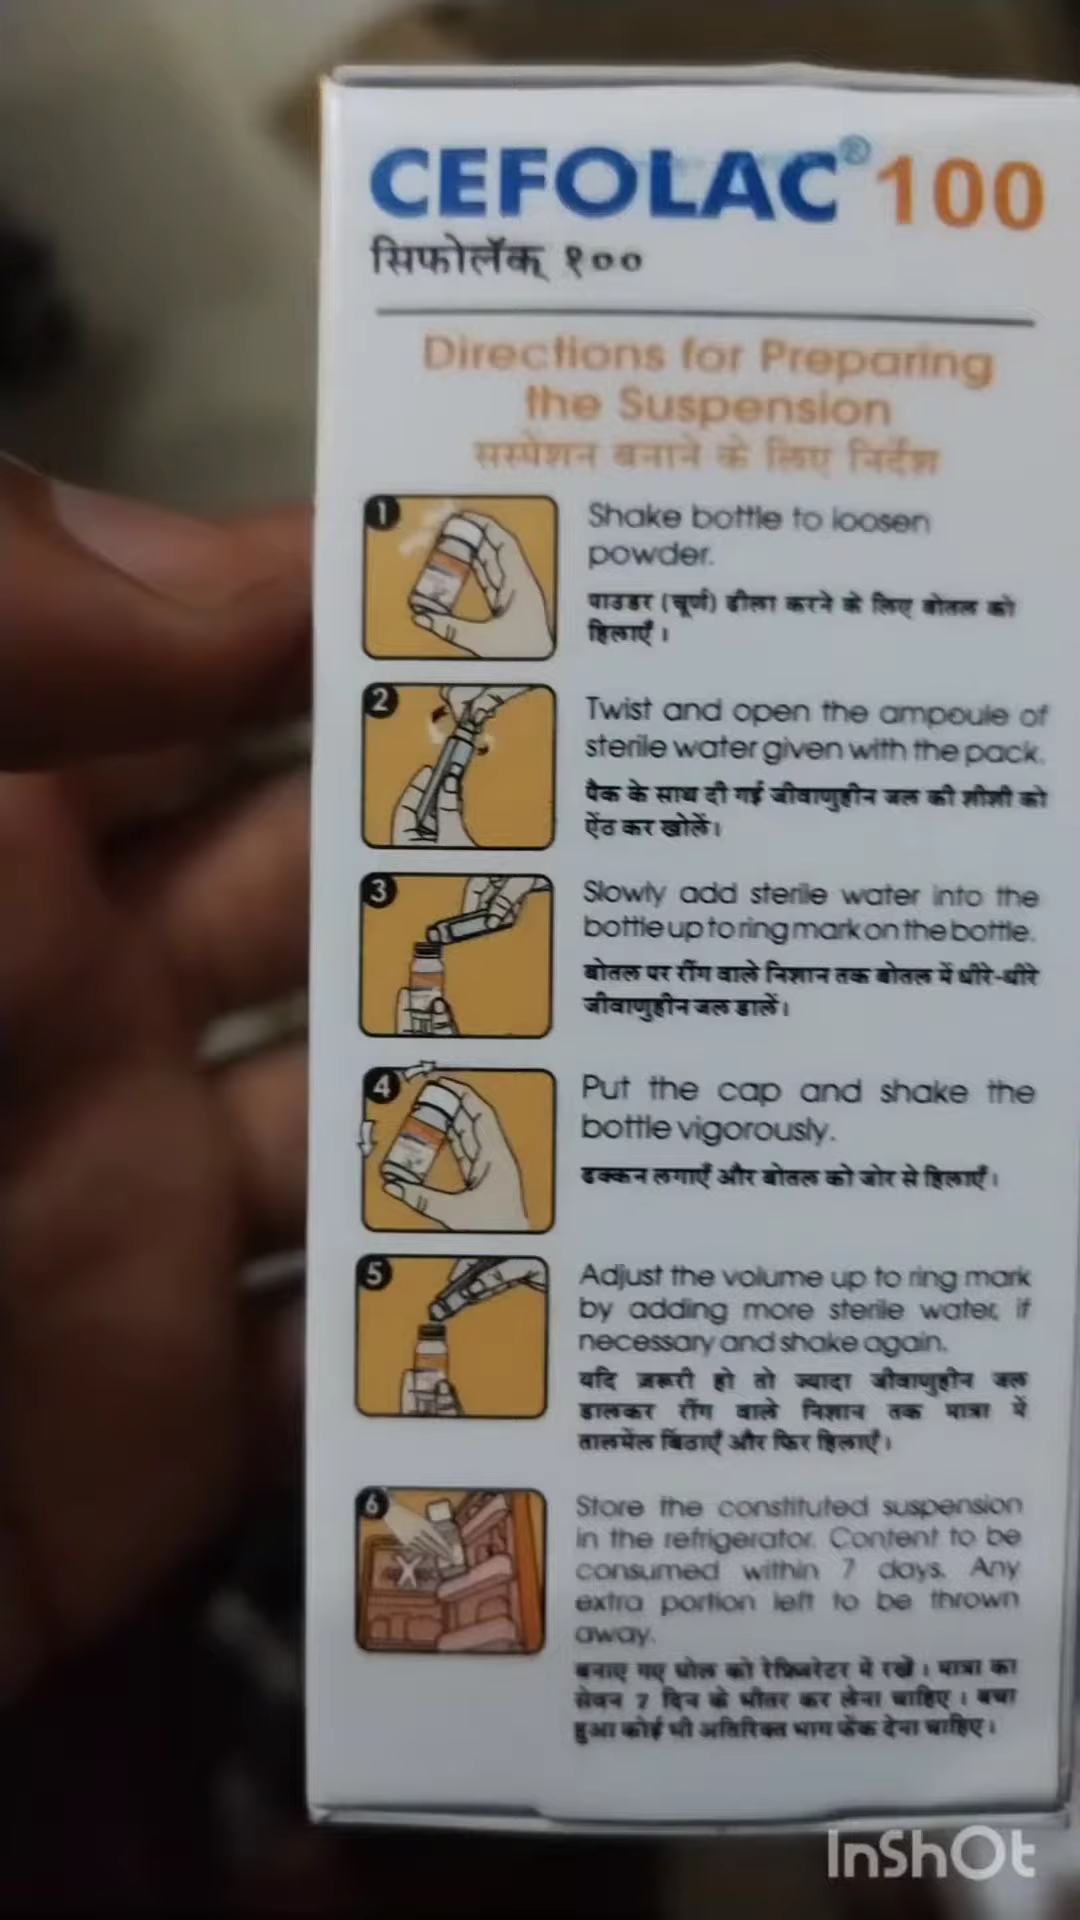 CEFOLAC® 100
सिफोलॅक् १००
Directions for Preparing
the Suspension
सस्पेंशन बनाने के लिए निर्देश
1
Shake bottle to loosen
powder.
पाउडर (चूर्ण) ढीला करने के लिए बोतल को
हिलाएँ।
2
Twist and open the ampoule of
sterile water given with the pack.
पैक के साथ दी गई जीवाणुहीन जल की शीशी को
ऐंठ कर खोलें।
3
Slowly add sterile water into the
bottle up to ring mark on the bottle.
बोतल पर रींग वाले निशान तक बोतल में धीरे-धीरे
जीवाणुहीन जल डालें।
4
Put the cap and shake the
bottle vigorously.
ढक्कन लगाएँ और बोतल को जोर से हिलाएँ।
5
Adjust the volume up to ring mark
by adding more sterile water, if
necessary and shake again.
यदि ज़रूरी हो तो ज्यादा जीवाणुहीन जल
डालकर रींग वाले निशान तक मात्रा में
तालमेल बिठाएँ और फिर हिलाएँ।
6
Store the constituted suspension
in the refrigerator. Content to be
consumed within 7 days. Any
extra portion left to be thrown
away.
बनाए गए घोल को रेफ्रिजरेटर में रखें। मात्रा का
सेवन 7 दिन के भीतर कर लेना चाहिए। बचा
हुआ कोई भी अतिरिक्त भाग फेंक देना चाहिए।
InShOt